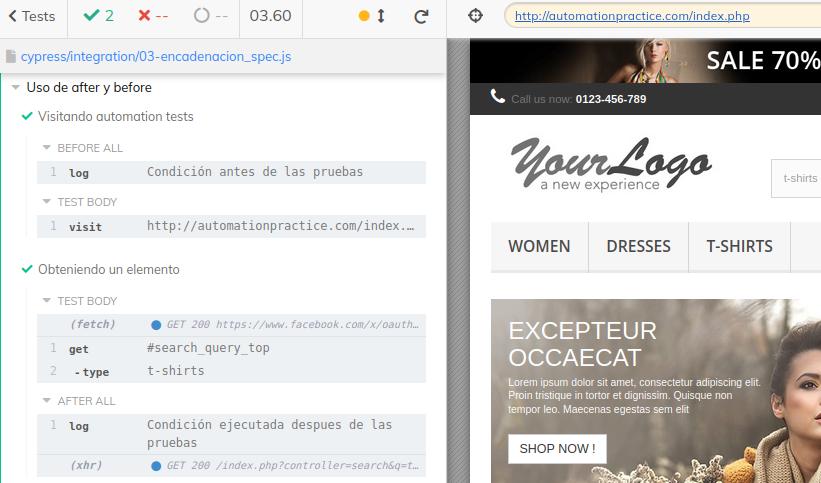 Tests
2
--
--
03.60
http://automationpractice.com/index.php
cypress/integration/03-encadenacion_spec.js
Uso de after y before
Visitando automation tests
BEFORE ALL
1 log Condición antes de las pruebas
TEST BODY
1 visit http://automationpractice.com/index.…
Obteniendo un elemento
TEST BODY
(fetch) GET 200 https://www.facebook.com/x/oauth…
1 get #search_query_top
2 - type t-shirts
AFTER ALL
1 log Condición ejecutada despues de las
pruebas
(xhr) GET 200 /index.php?controller=search&q=t…
SALE 70%
Call us now: 0123-456-789
YourLogo
a new experience
t-shirts
WOMEN DRESSES T-SHIRTS
EXCEPTEUR
OCCAECAT
Lorem ipsum dolor sit amet, consectetur adipiscing elit.
Proin tristique in tortor et dignissim. Quisque non
tempor leo. Maecenas egestas sem elit
SHOP NOW !